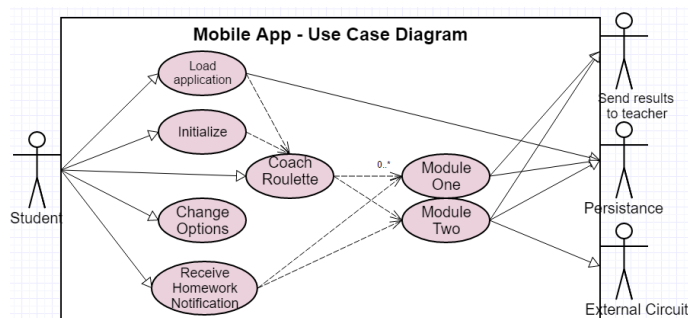 Mobile App - Use Case Diagram
Load
application
Initialize
Coach
Roulette
0..*
Module
One
Module
Two
Change
Options
Receive
Homework
Notification
Student
Send results
to teacher
Persistance
External Circuit